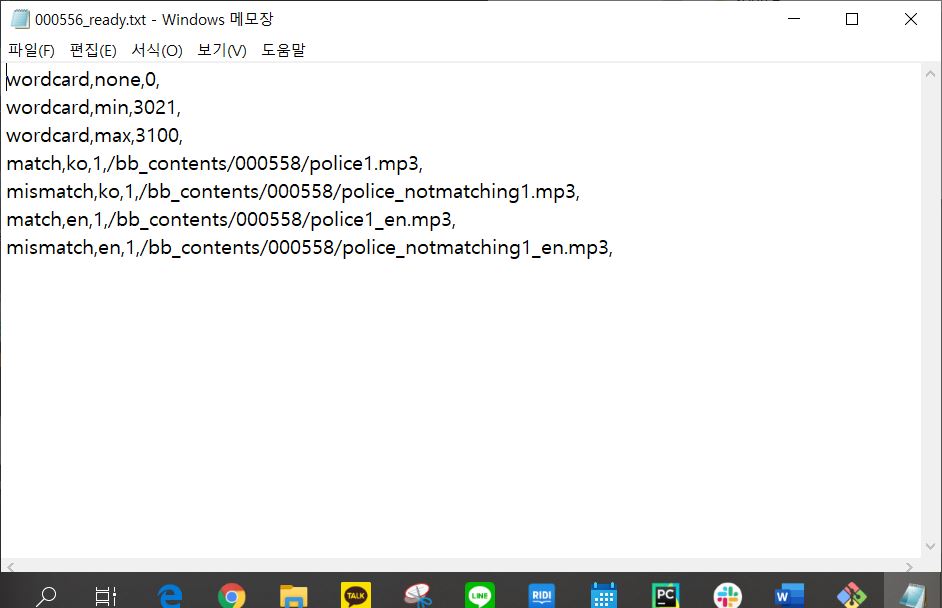 000556_ready.txt - Windows 메모장
파일(F) 편집(E) 서식(O) 보기(V) 도움말
wordcard,none,0,
wordcard,min,3021,
wordcard,max,3100,
match,ko,1,/bb_contents/000558/police1.mp3,
mismatch,ko,1,/bb_contents/000558/police_notmatching1.mp3,
match,en,1,/bb_contents/000558/police1_en.mp3,
mismatch,en,1,/bb_contents/000558/police_notmatching1_en.mp3,
TALK LINE RIDI PC W